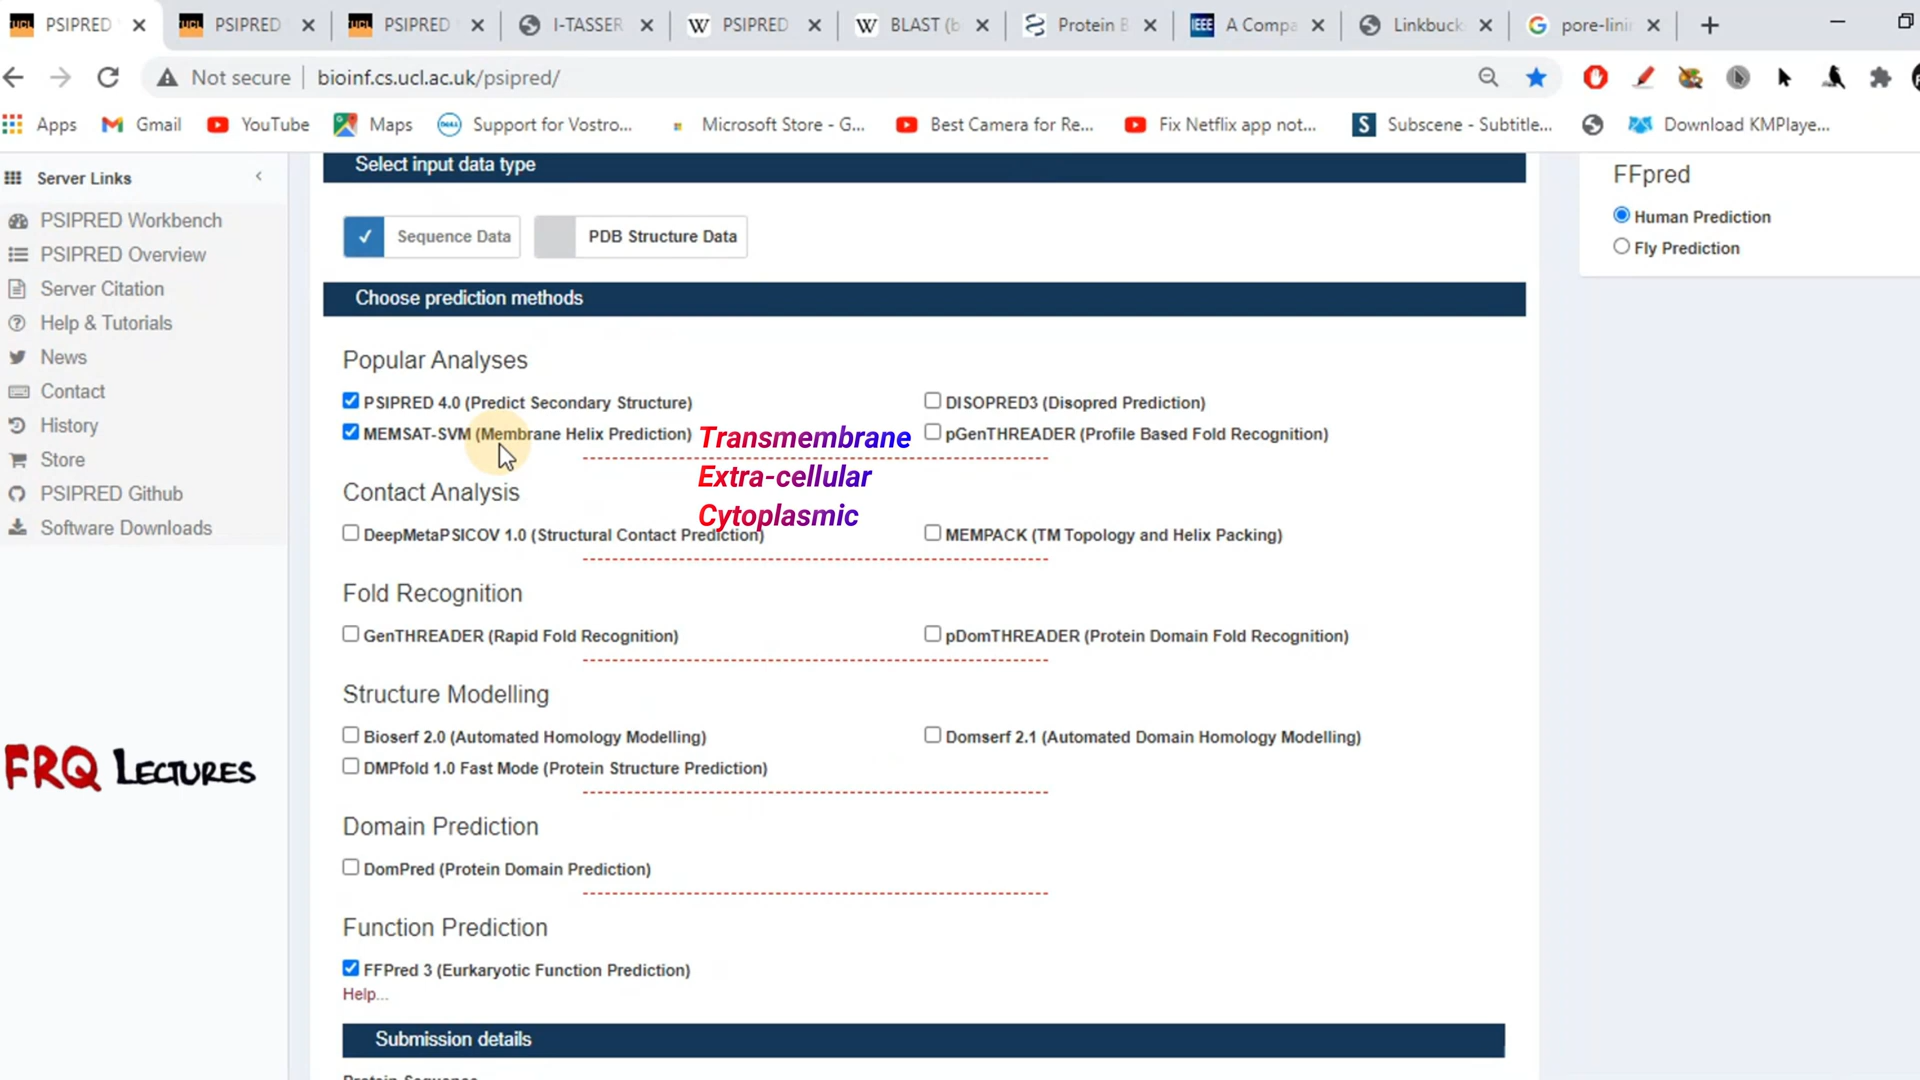 PSIPRED
PSIPRED
PSIPRED
I-TASSER
PSIPRED
BLAST (b
Protein B
A Compa
Linkbuck
pore-linin
Not secure
bioinf.cs.ucl.ac.uk/psipred/
Apps
Gmail
YouTube
Maps
Support for Vostro...
Microsoft Store - G...
Best Camera for Re...
Fix Netflix app not...
Subscene - Subtitle...
Download KMPlaye...
Server Links
PSIPRED Workbench
PSIPRED Overview
Server Citation
Help & Tutorials
News
Contact
History
Store
PSIPRED Github
Software Downloads
FRQ LECTURES
Select input data type
Sequence Data
PDB Structure Data
Choose prediction methods
Popular Analyses
PSIPRED 4.0 (Predict Secondary Structure)
DISOPRED3 (Disopred Prediction)
MEMSAT-SVM (Membrane Helix Prediction)
pGenTHREADER (Profile Based Fold Recognition)
Transmembrane
Extra-cellular
Cytoplasmic
Contact Analysis
DeepMetaPSICOV 1.0 (Structural Contact Prediction)
MEMPACK (TM Topology and Helix Packing)
Fold Recognition
GenTHREADER (Rapid Fold Recognition)
pDomTHREADER (Protein Domain Fold Recognition)
Structure Modelling
Bioserf 2.0 (Automated Homology Modelling)
Domserf 2.1 (Automated Domain Homology Modelling)
DMPfold 1.0 Fast Mode (Protein Structure Prediction)
Domain Prediction
DomPred (Protein Domain Prediction)
Function Prediction
FFPred 3 (Eurkaryotic Function Prediction)
Help...
Submission details
Protein Sequence
FFpred
Human Prediction
Fly Prediction